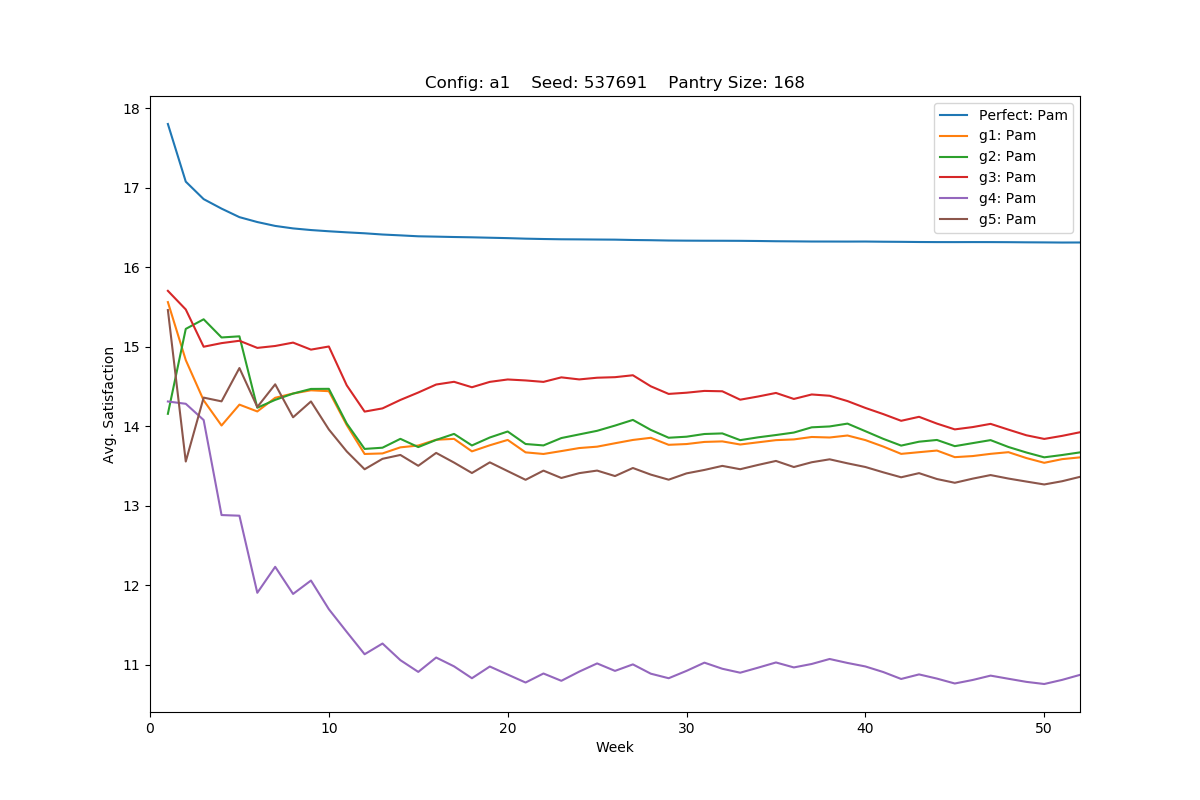 Config: a1    Seed: 537691    Pantry Size: 168
18
17
16
15
14
13
12
11
Avg. Satisfaction
0 10 20 30 40 50
Week
Perfect: Pam
g1: Pam
g2: Pam
g3: Pam
g4: Pam
g5: Pam